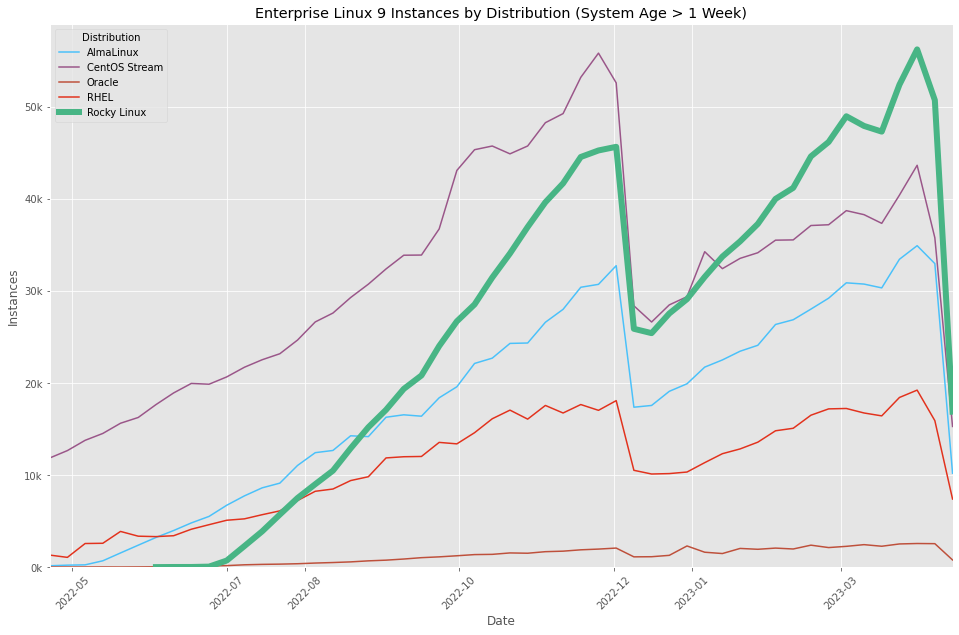 Enterprise Linux 9 Instances by Distribution (System Age > 1 Week)
Distribution
AlmaLinux
CentOS Stream
Oracle
RHEL
Rocky Linux
Instances
50k
40k
30k
20k
10k
0k
2022-05
2022-07
2022-08
2022-10
2022-12
2023-01
2023-03
Date